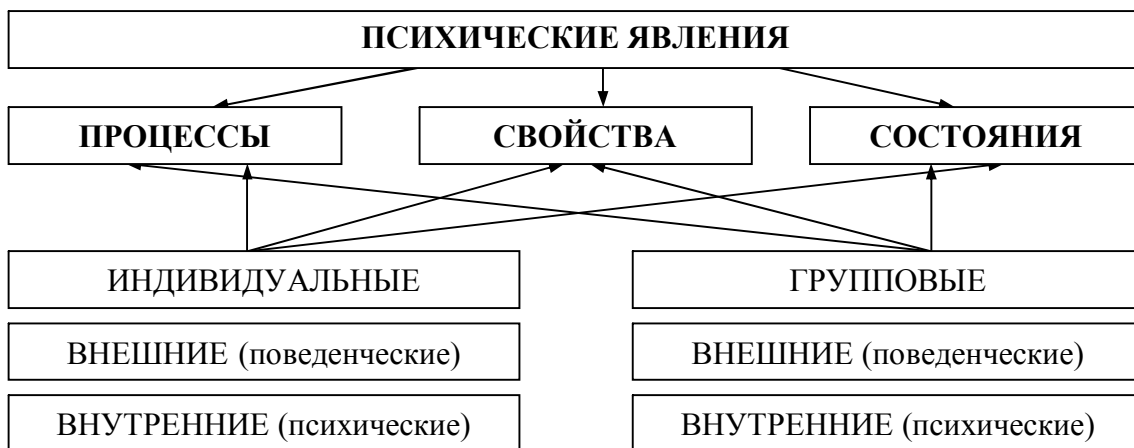 ПСИХИЧЕСКИЕ ЯВЛЕНИЯ
ПРОЦЕССЫ
СВОЙСТВА
СОСТОЯНИЯ
ИНДИВИДУАЛЬНЫЕ
ГРУППОВЫЕ
ВНЕШНИЕ (поведенческие)
ВНЕШНИЕ (поведенческие)
ВНУТРЕННИЕ (психические)
ВНУТРЕННИЕ (психические)